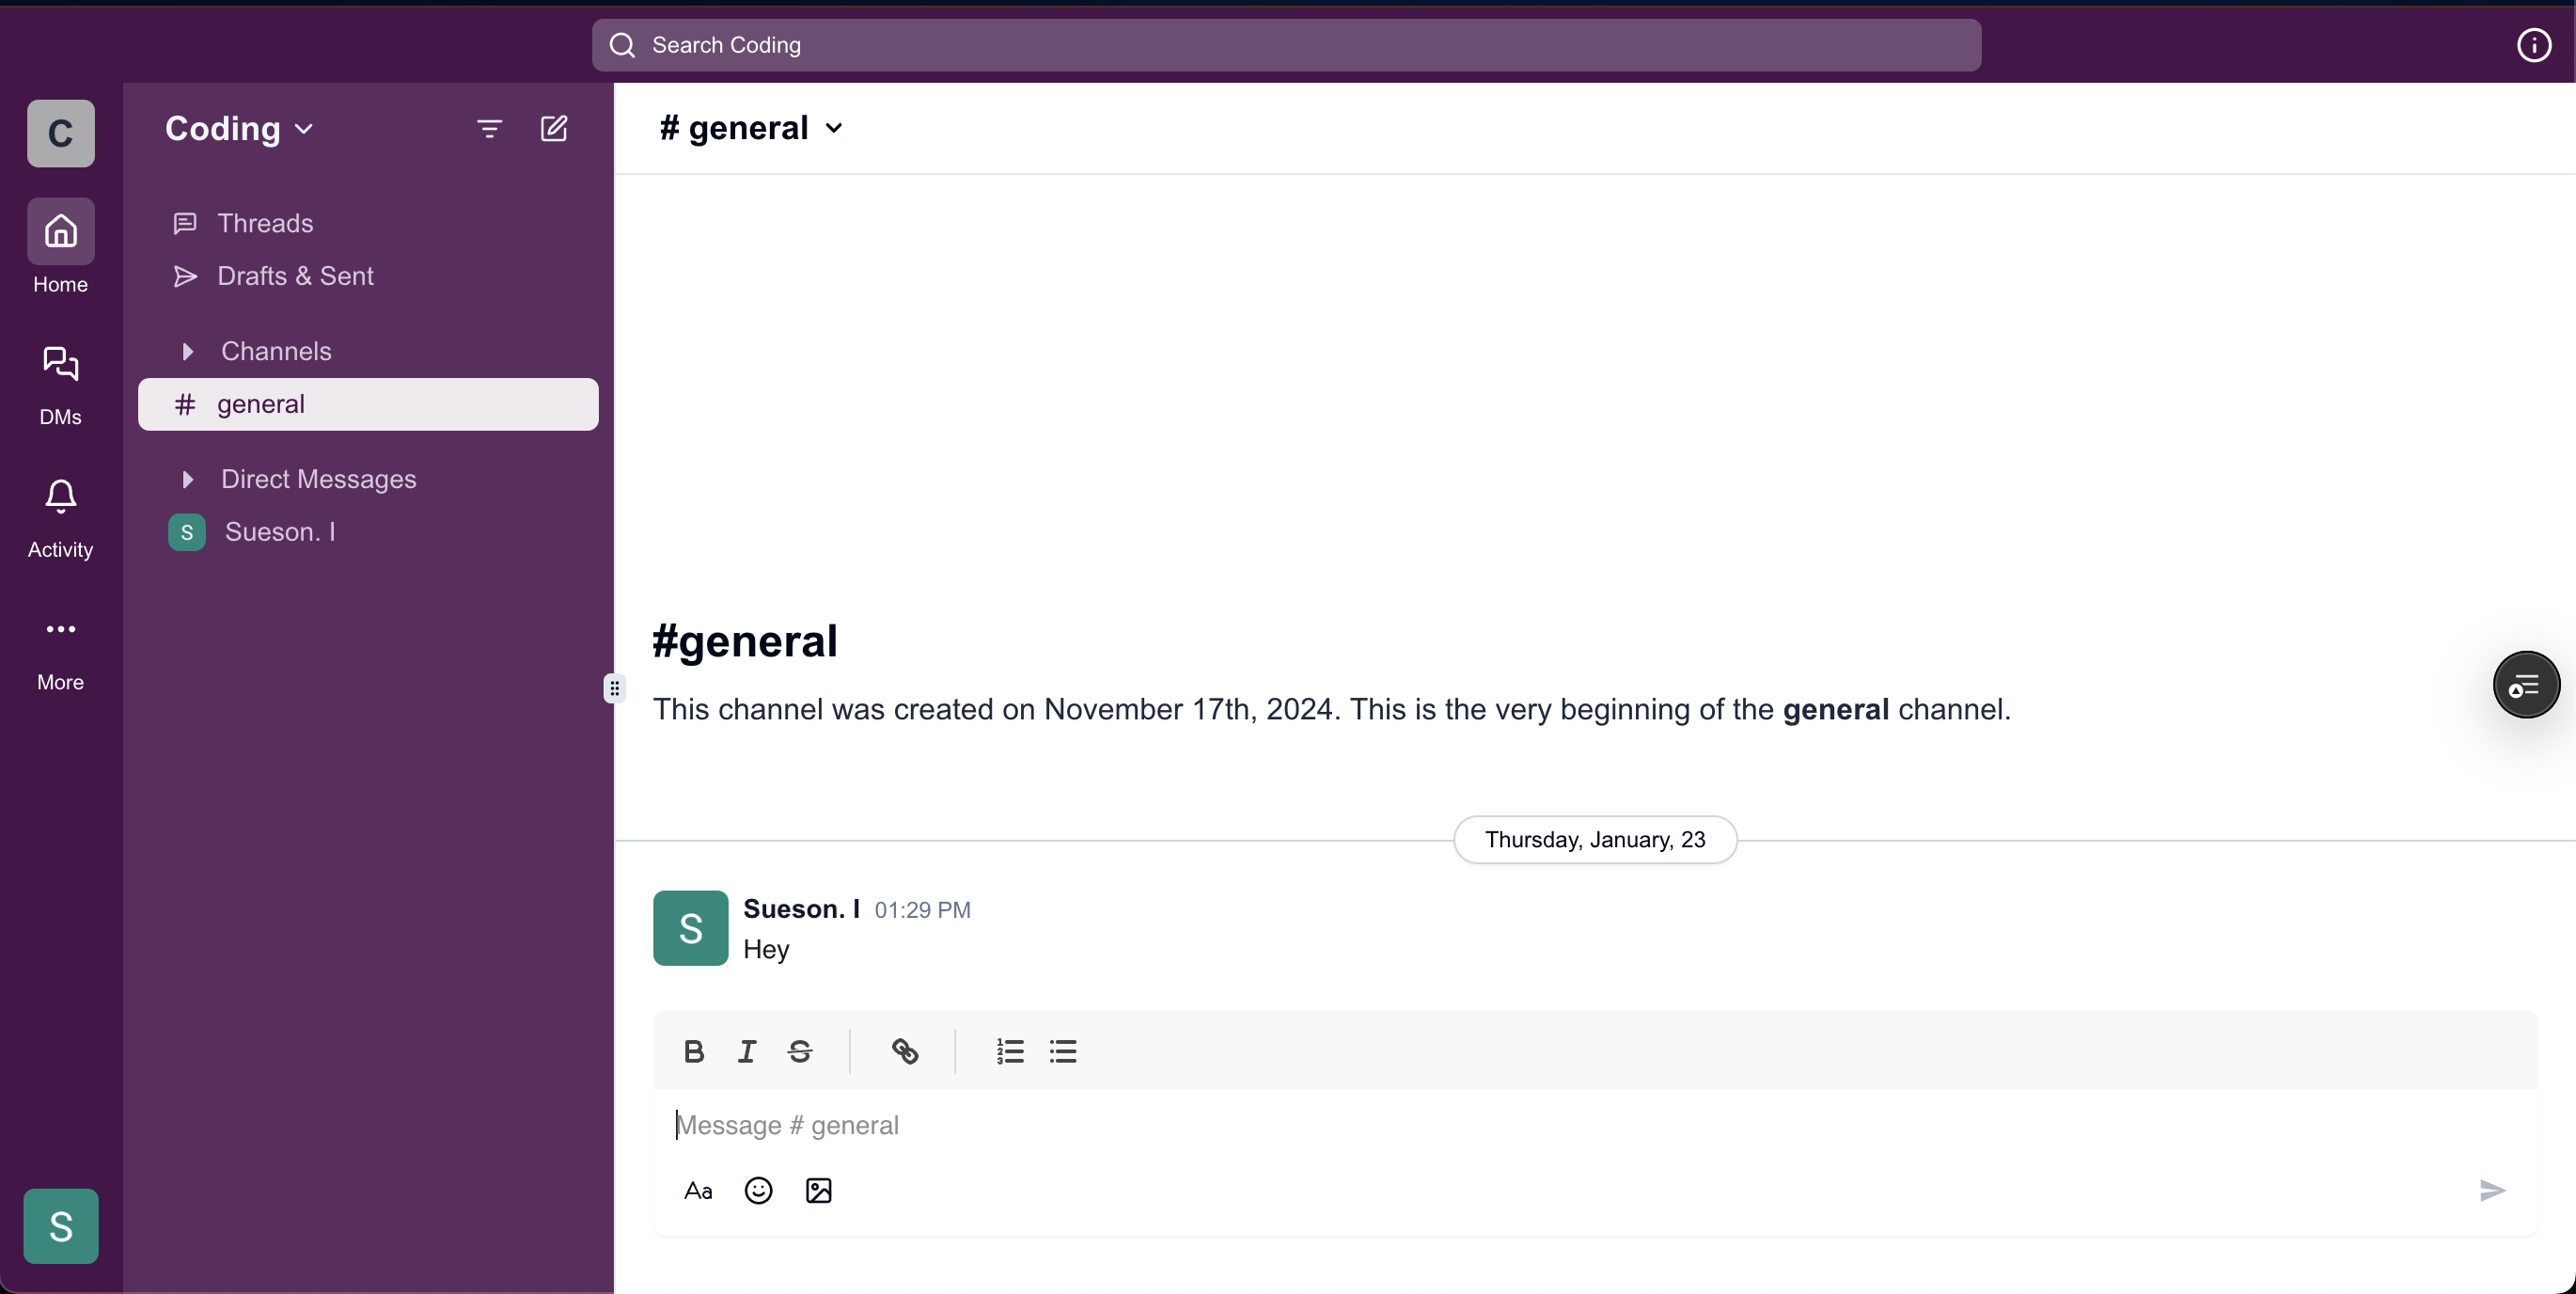 Search Coding
C
Coding
Home
DMs
Activity
More
S
Threads
Drafts & Sent
Channels
# general
Direct Messages
S Sueson. I
# general
#general
This channel was created on November 17th, 2024. This is the very beginning of the general channel.
Thursday, January, 23
S
Sueson. I 01:29 PM
Hey
Message # general
Aa